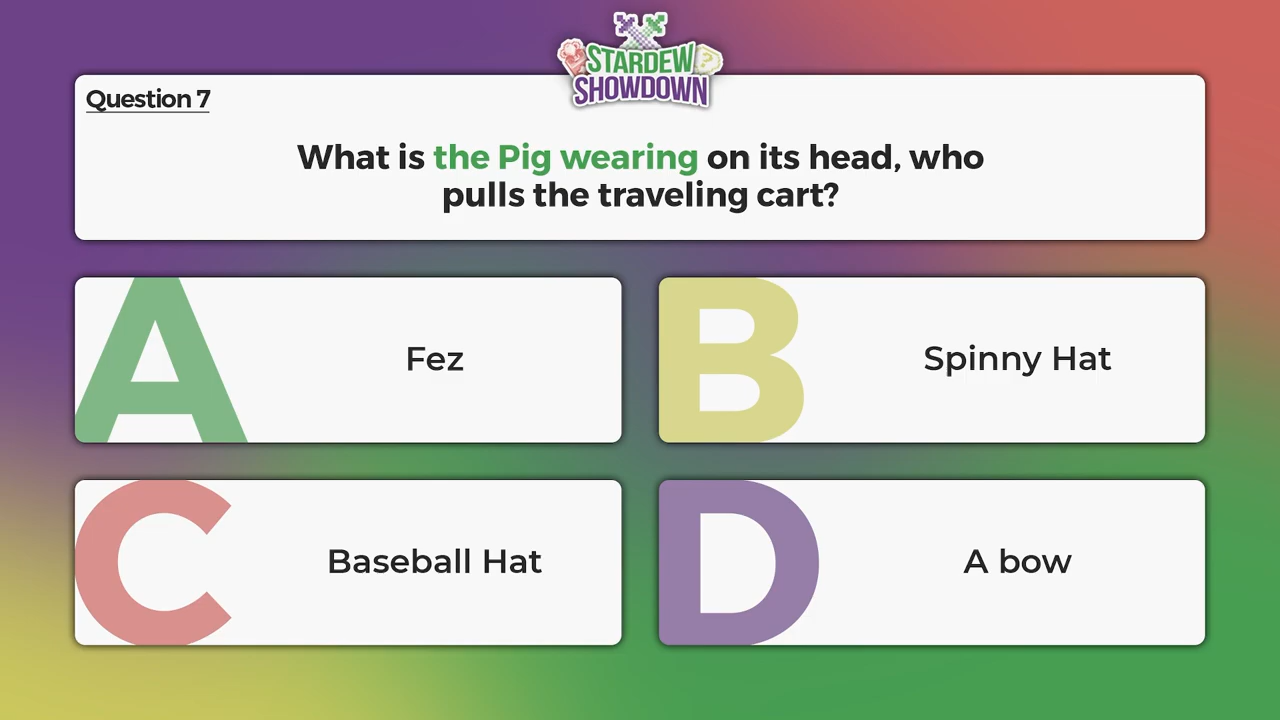 STARDEW
SHOWDOWN
Question 7
What is the Pig wearing on its head, who
pulls the traveling cart?
A
Fez
B
Spinny Hat
C
Baseball Hat
D
A bow